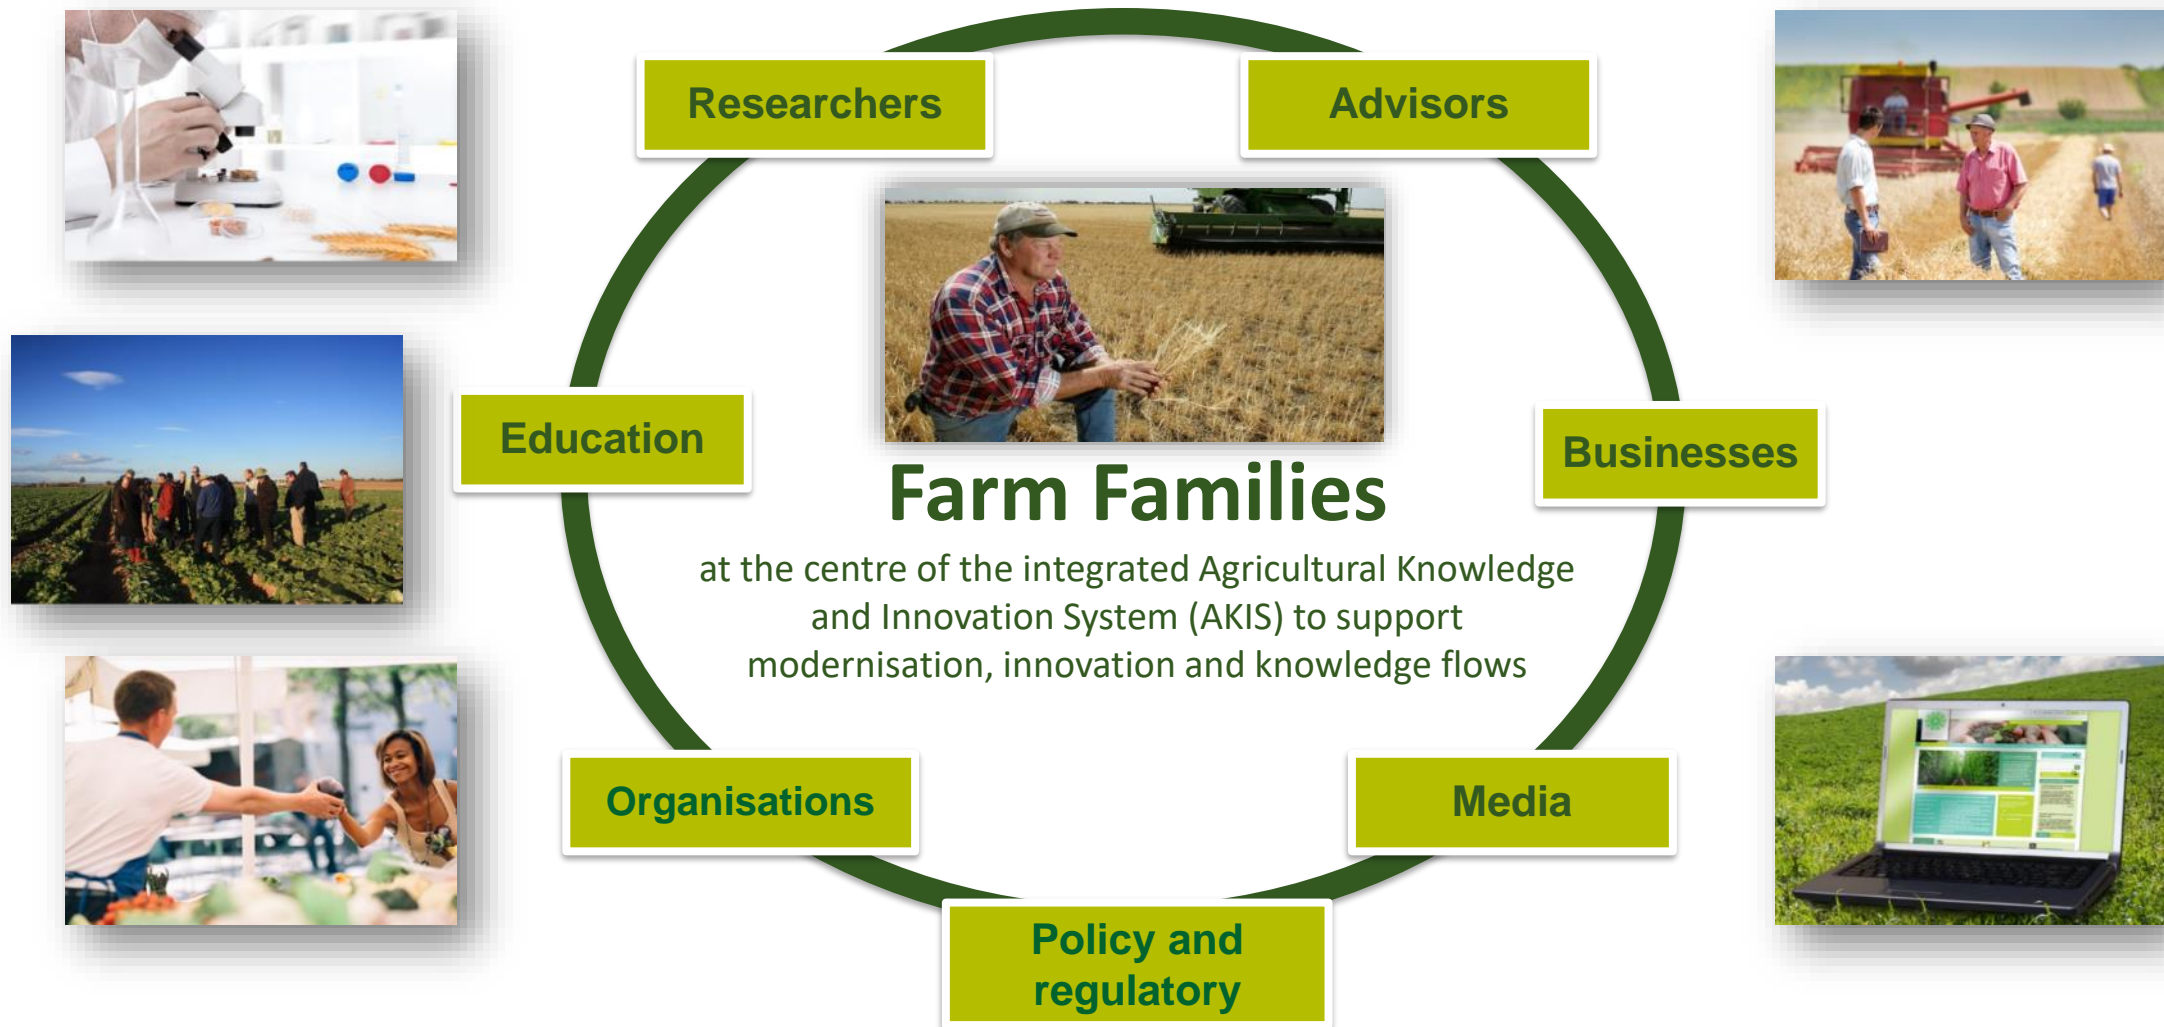 Researchers
Advisors
Education
Businesses
Farm Families
at the centre of the integrated Agricultural Knowledge
and Innovation System (AKIS) to support
modernisation, innovation and knowledge flows
Organisations
Media
Policy and
regulatory